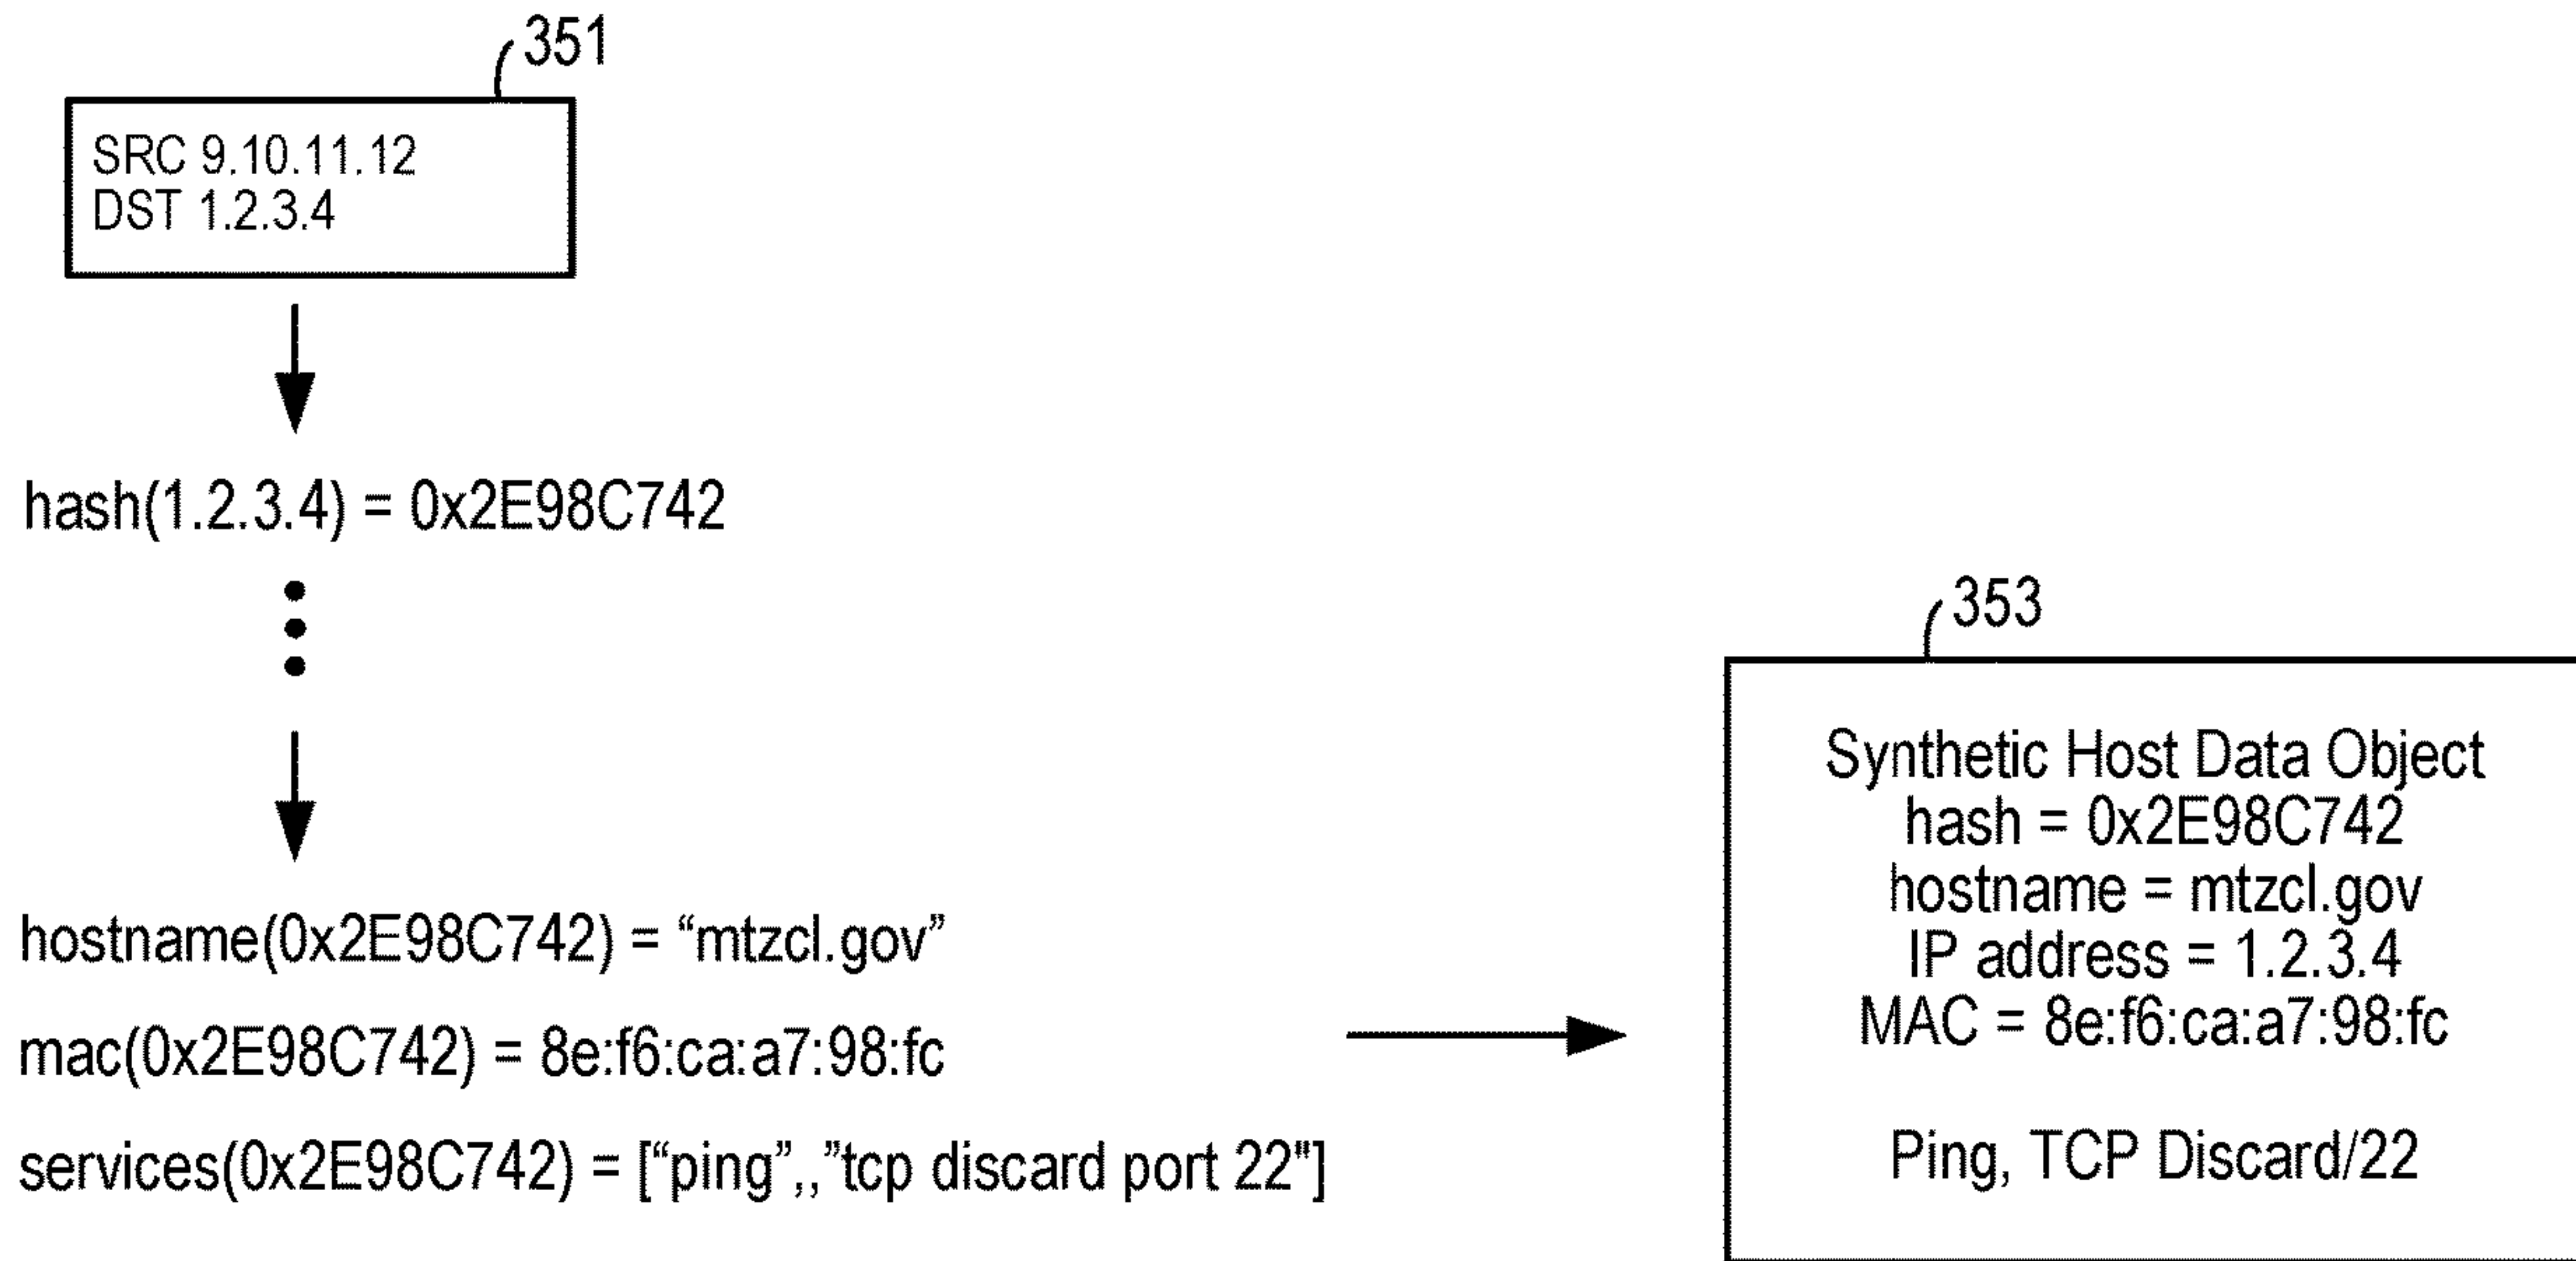 351
SRC 9.10.11.12
DST 1.2.3.4
hash(1.2.3.4) = 0x2E98C742
hostname(0x2E98C742) = “mtzcl.gov”
mac(0x2E98C742) = 8e:f6:ca:a7:98:fc
services(0x2E98C742) = [“ping”,,”tcp discard port 22"]
353
Synthetic Host Data Object
hash = 0x2E98C742
hostname = mtzcl.gov
IP address = 1.2.3.4
MAC = 8e:f6:ca:a7:98:fc
Ping, TCP Discard/22